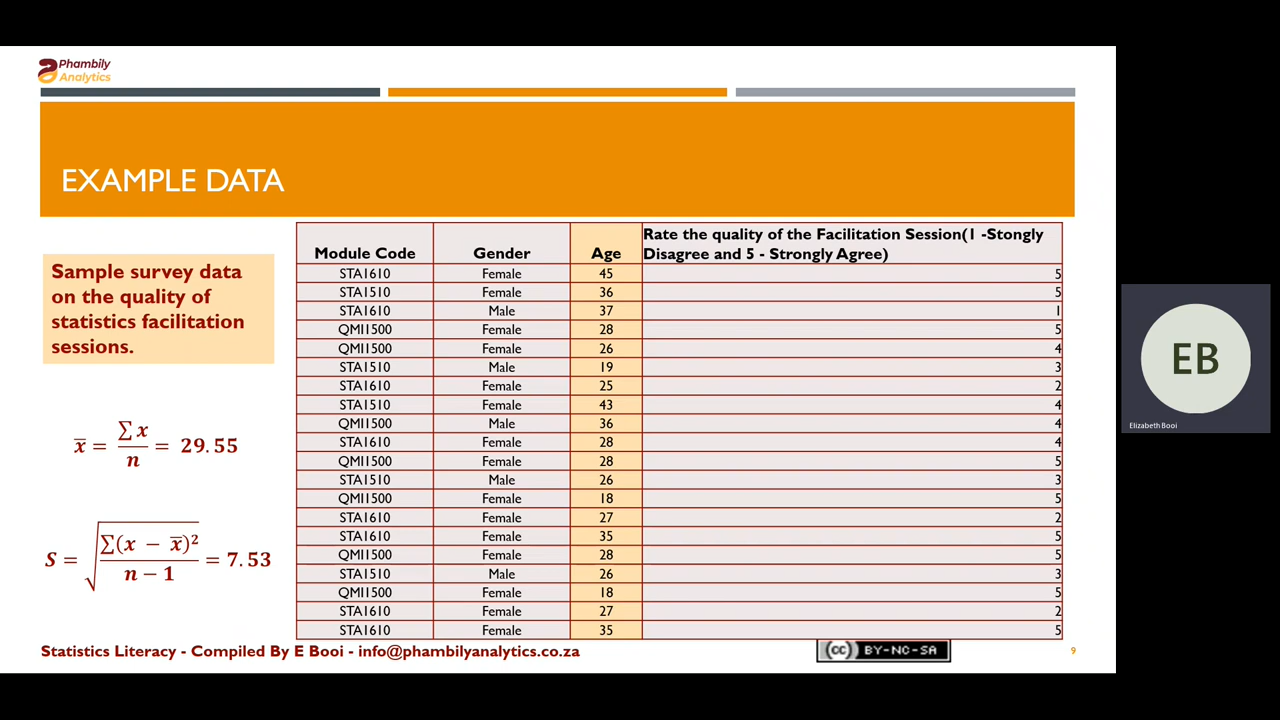 Phambily
Analytics
EXAMPLE DATA
Sample survey data
on the quality of
statistics facilitation
sessions.
x̄ = ∑ x / n = 29.55
S = √(∑(x − x̄)² / (n − 1)) = 7.53
Module Code Gender Age Rate the quality of the Facilitation Session(1 -Stongly
Disagree and 5 - Strongly Agree)
STA1610 Female 45 5
STA1510 Female 36 5
STA1610 Male 37 1
QMI1500 Female 28 5
QMI1500 Female 26 4
STA1510 Male 19 3
STA1610 Female 25 2
STA1510 Female 43 4
QMI1500 Male 36 4
STA1610 Female 28 4
QMI1500 Female 28 5
STA1510 Male 26 3
QMI1500 Female 18 5
STA1610 Female 27 2
STA1610 Female 35 5
QMI1500 Female 28 5
STA1510 Male 26 3
QMI1500 Female 18 5
STA1610 Female 27 2
STA1610 Female 35 5
Statistics Literacy - Compiled By E Booi - info@phambilyanalytics.co.za
cc BY-NC-SA
9
EB
Elizabeth Booi